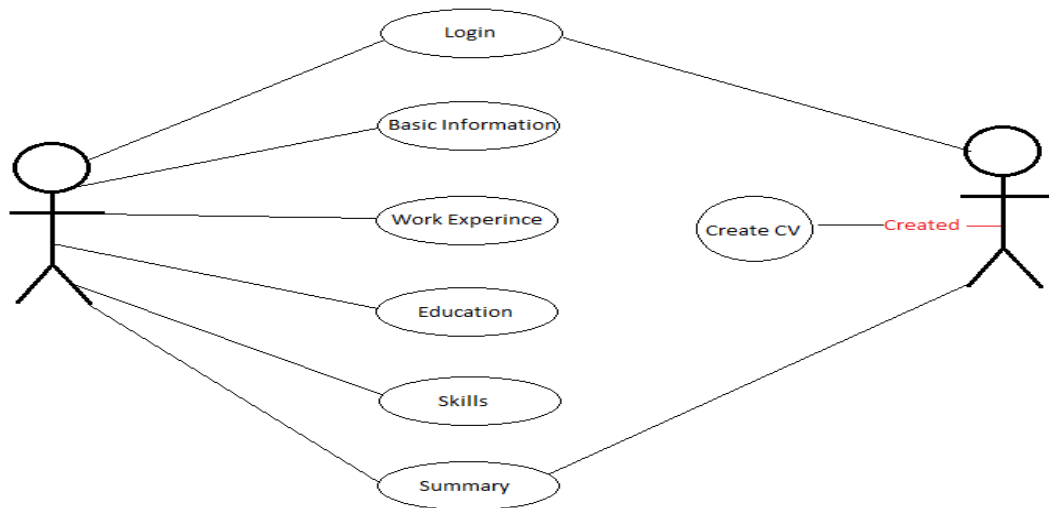 Login
Basic Information
Work Experince
Create CV
Created
Education
Skills
Summary